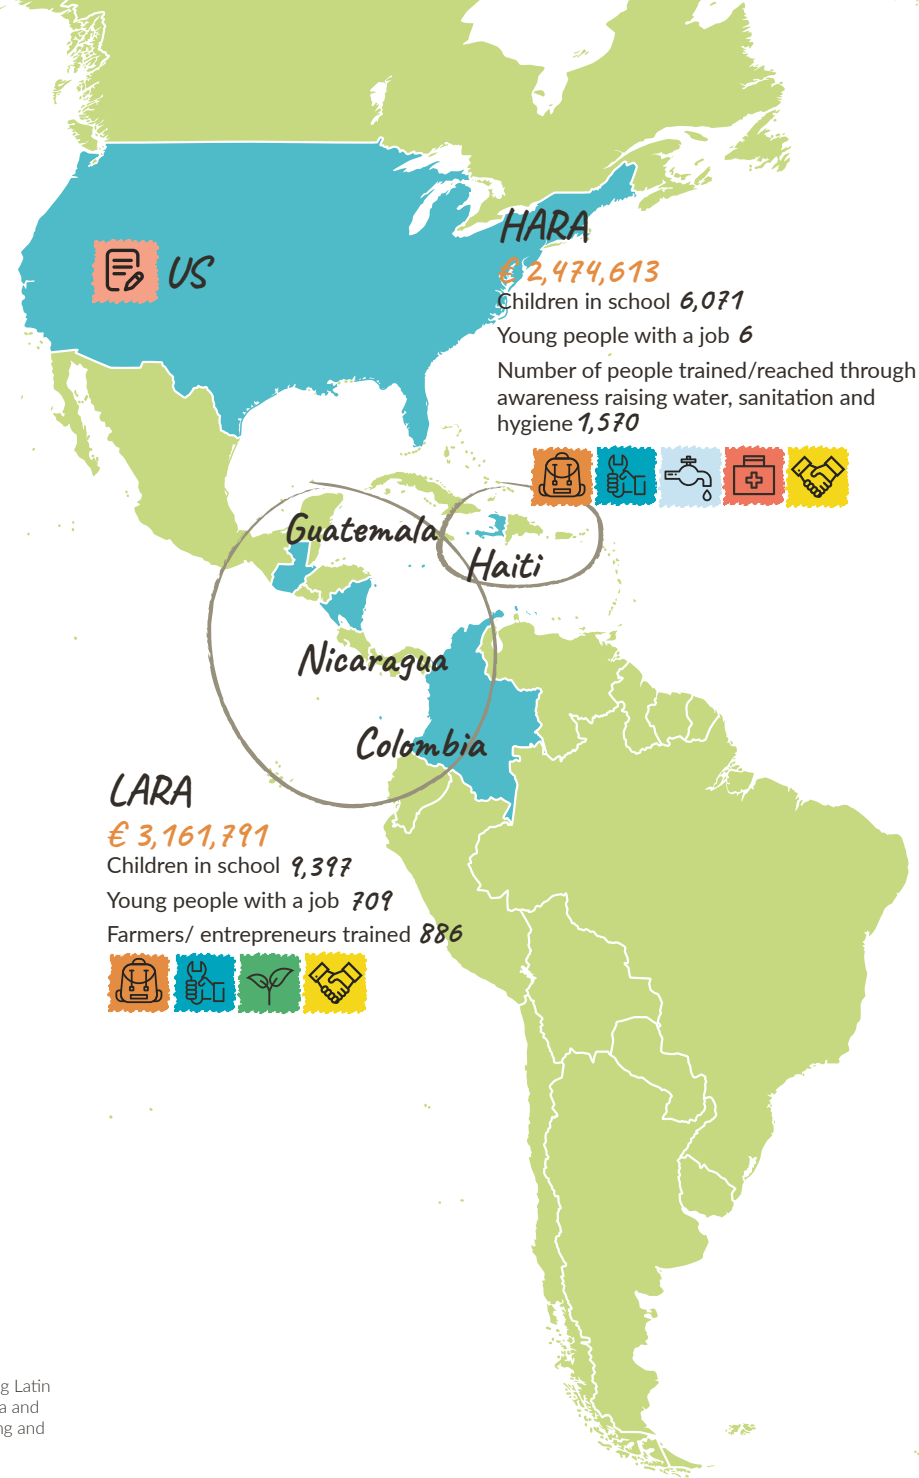 HARA
€ 2,474,613
Children in school 6,071
Young people with a job 6
Number of people trained/reached through
awareness raising water, sanitation and
hygiene 1,570
US
Guatemala
Haiti
Nicaragua
Colombia
LARA
€ 3,161,791
Children in school 9,397
Young people with a job 709
Farmers/ entrepreneurs trained 886
g Latin
a and
ng and